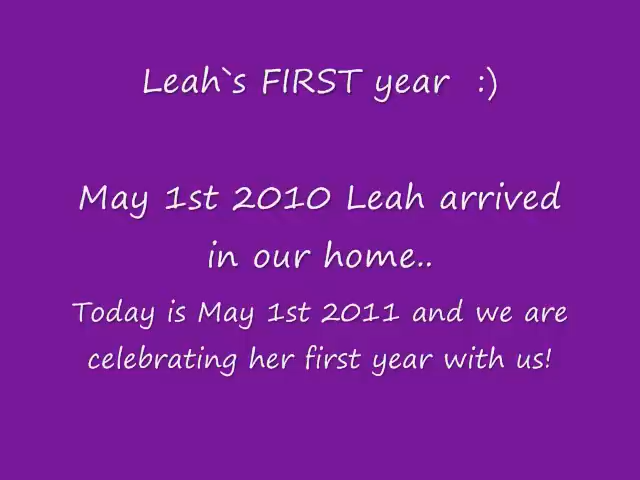 Leah`s FIRST year :)
May 1st 2010 Leah arrived
in our home..
Today is May 1st 2011 and we are
celebrating her first year with us!